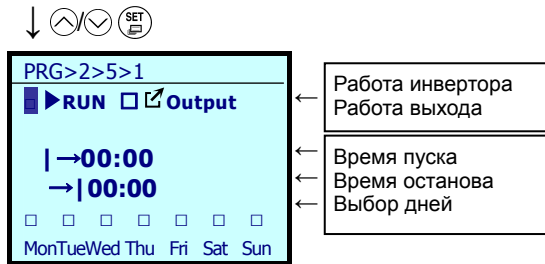 ↓ /SET
PRG>2>5>1
□ ▶RUN □ Output
|→00:00
→|00:00
□ □ □ □ □ □ □
MonTueWed Thu Fri Sat Sun
← Работа инвертора
Работа выхода
← Время пуска
← Время останова
← Выбор дней